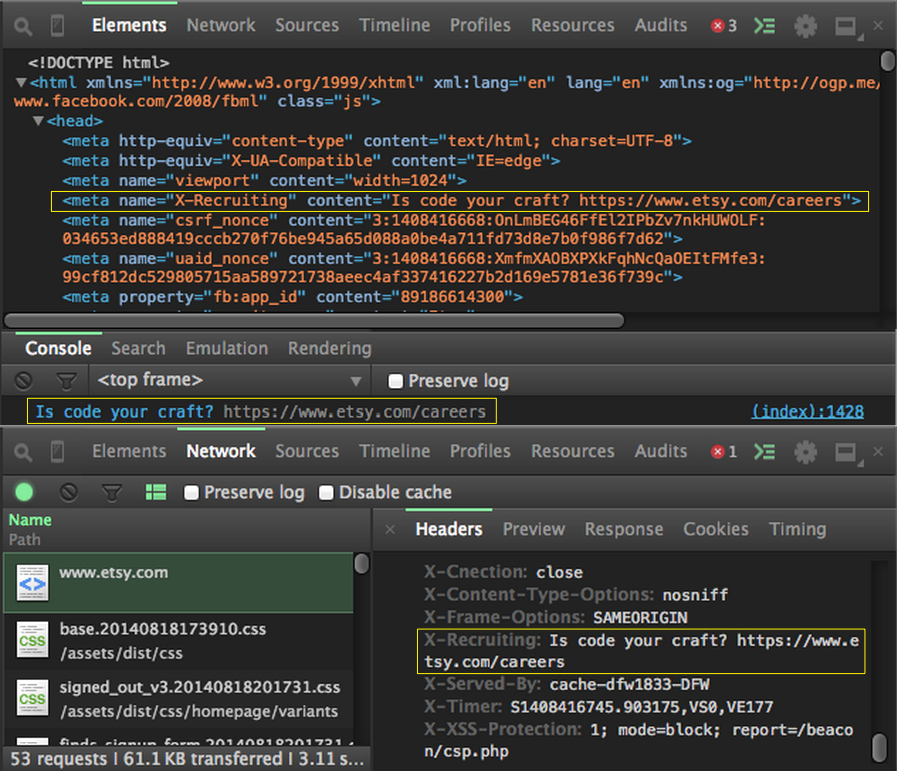 Elements Network Sources Timeline Profiles Resources Audits 3
<!DOCTYPE html>
▼<html xmlns="http://www.w3.org/1999/xhtml" xml:lang="en" lang="en" xmlns:og="http://ogp.me/
www.facebook.com/2008/fbml" class="js">
▼<head>
<meta http-equiv="content-type" content="text/html; charset=UTF-8">
<meta http-equiv="X-UA-Compatible" content="IE=edge">
<meta name="viewport" content="width=1024">
<meta name="X-Recruiting" content="Is code your craft? https://www.etsy.com/careers">
<meta name="csrf_nonce" content="3:1408416668:OnLmBEG46FfEl2IPbZv7nkHUWOLF:
034653ed888419cccb270f76be945a65d088a0be4a711fd73d8e7b0f986f7d62">
<meta name="uaid_nonce" content="3:1408416668:XmfmXAOBXPXkFqhNcQaOEItFMfe3:
99cf812dc529805715aa589721738aeec4af337416227b2d169e5781e36f739c">
<meta property="fb:app_id" content="89186614300">
Console Search Emulation Rendering
<top frame> ▼ Preserve log
Is code your craft? https://www.etsy.com/careers (index):1428
Elements Network Sources Timeline Profiles Resources Audits 1
Preserve log Disable cache
Name
Path
Headers Preview Response Cookies Timing
www.etsy.com
base.20140818173910.css
/assets/dist/css
signed_out_v3.20140818201731.css
/assets/dist/css/homepage/variants
finds_signup_form.20140818201731.c
53 requests | 61.1 KB transferred | 3.11 s...
X-Cnection: close
X-Content-Type-Options: nosniff
X-Frame-Options: SAMEORIGIN
X-Recruiting: Is code your craft? https://www.e
tsy.com/careers
X-Served-By: cache-dfw1833-DFW
X-Timer: S1408416745.903175,VS0,VE177
X-XSS-Protection: 1; mode=block; report=/beaco
n/csp.php